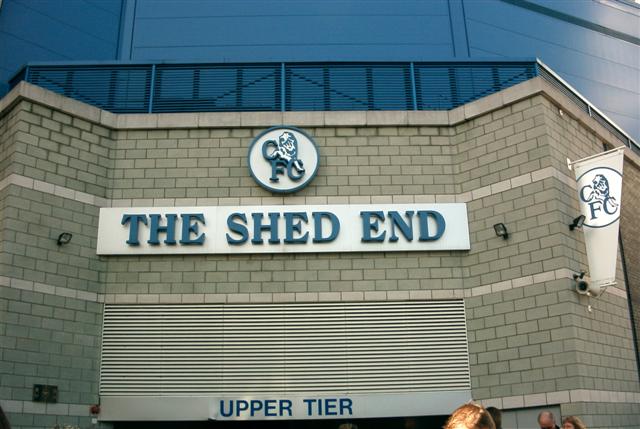 CFC
THE SHED END
CFC
UPPER TIER